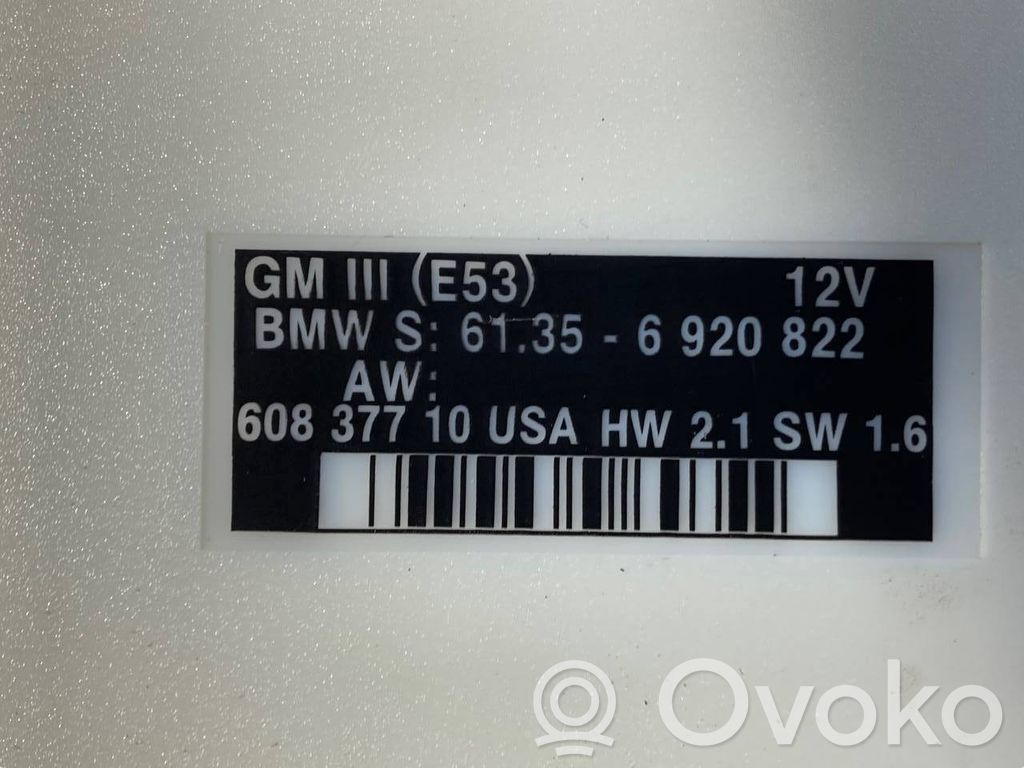 GM III (E53) 12V
BMW S: 61.35 - 6 920 822
AW:
608 377 10 USA HW 2.1 SW 1.6
Ovoko